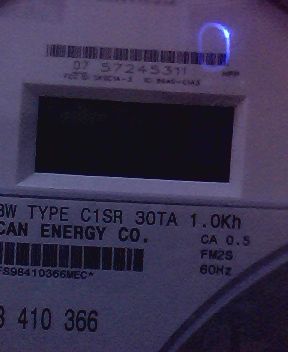 07 57245311
3W TYPE C1SR 30TA 1.0Kh
CAN ENERGY CO.
CA 0.5
FM2S
60Hz
FS98410366MEC*
3 410 366